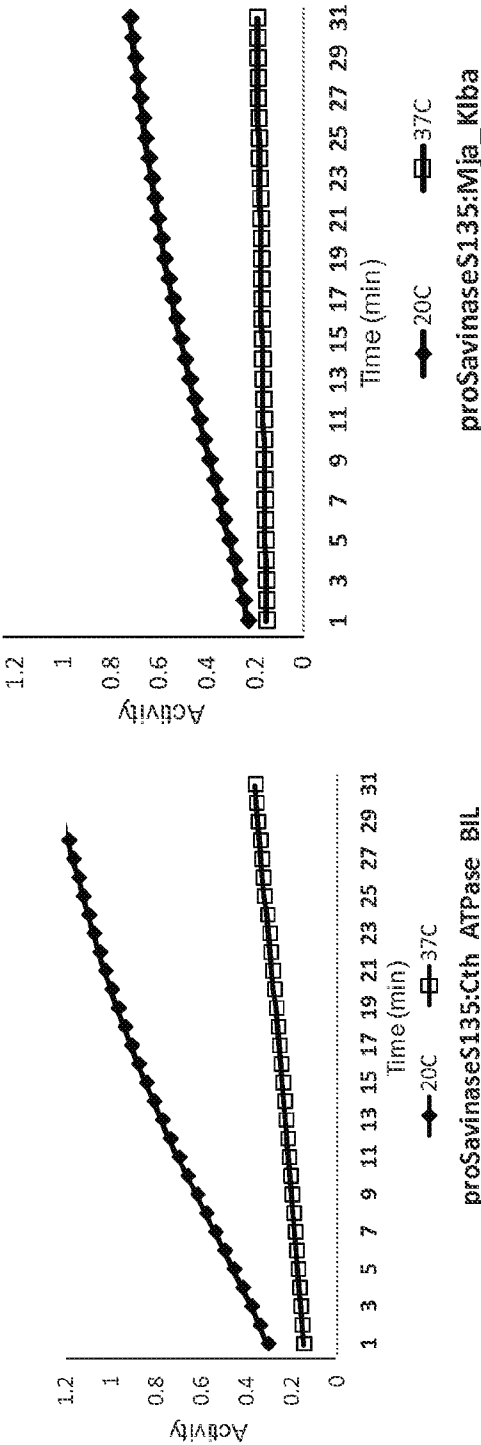 1.2
1
0.8
0.6
0.4
0.2
0
Activity
1 3 5 7 9 11 13 15 17 19 21 23 25 27 29 31
Time (min)
20C 37C
proSavinaseS135:Cth_ATPase_BIL
1.2
1
0.8
0.6
0.4
0.2
0
Activity
1 3 5 7 9 11 13 15 17 19 21 23 25 27 29 31
Time (min)
20C 37C
proSavinaseS135:Mja_Klba